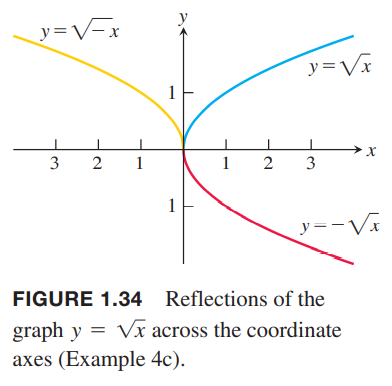 y
y = √−x
y = √x
1
3 2 1 1 2 3 x
1
y = −√x
FIGURE 1.34 Reflections of the
graph y = √x across the coordinate
axes (Example 4c).